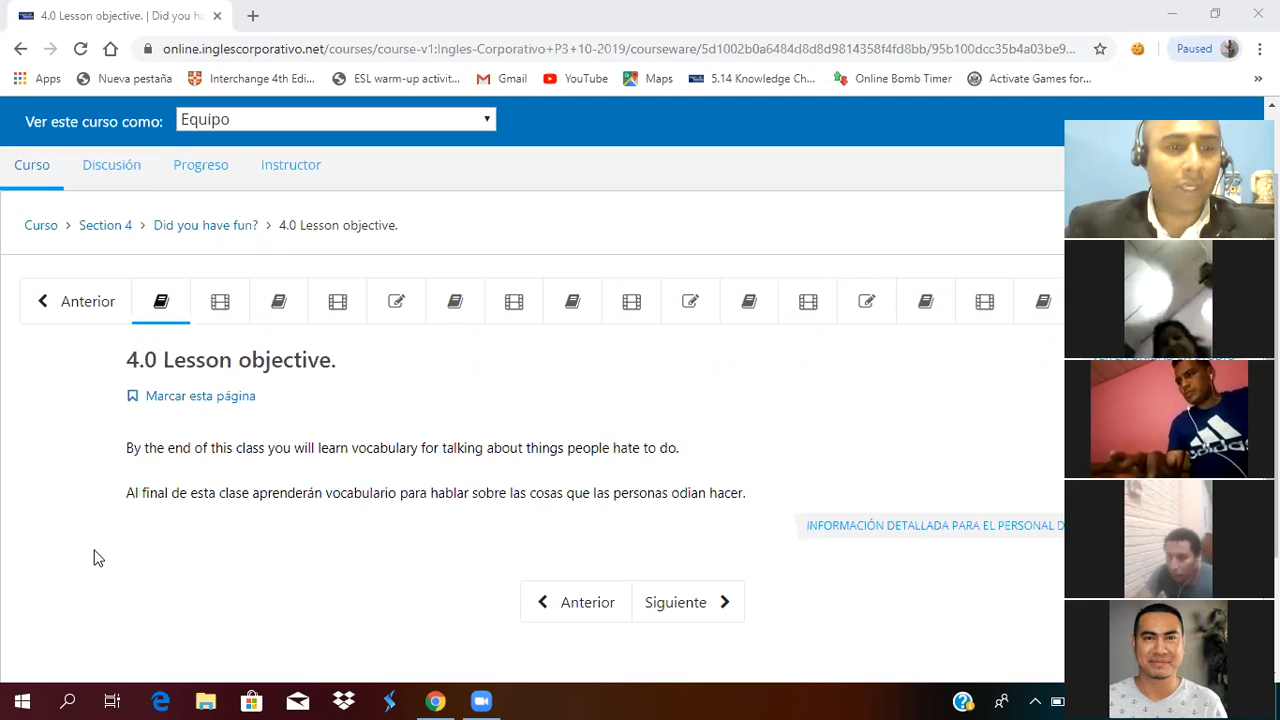 4.0 Lesson objective. | Did you ha
online.inglescorporativo.net/courses/course-v1:Ingles-Corporativo+P3+10-2019/courseware/5d1002b0a6484d8d8d9814358f4fd8bb/95b100dcc35b4a03be9...
Paused
Apps
Nueva pestaña
Interchange 4th Edi...
ESL warm-up activit...
Gmail
YouTube
Maps
5.14 Knowledge Ch...
Online Bomb Timer
Activate Games for...
Ver este curso como:
Equipo
Curso
Discusión
Progreso
Instructor
Curso > Section 4 > Did you have fun? > 4.0 Lesson objective.
Anterior
4.0 Lesson objective.
Marcar esta página
By the end of this class you will learn vocabulary for talking about things people hate to do.
Al final de esta clase aprenderán vocabulario para hablar sobre las cosas que las personas odian hacer.
INFORMACIÓN DETALLADA PARA EL PERSONAL D
Anterior
Siguiente
adidas